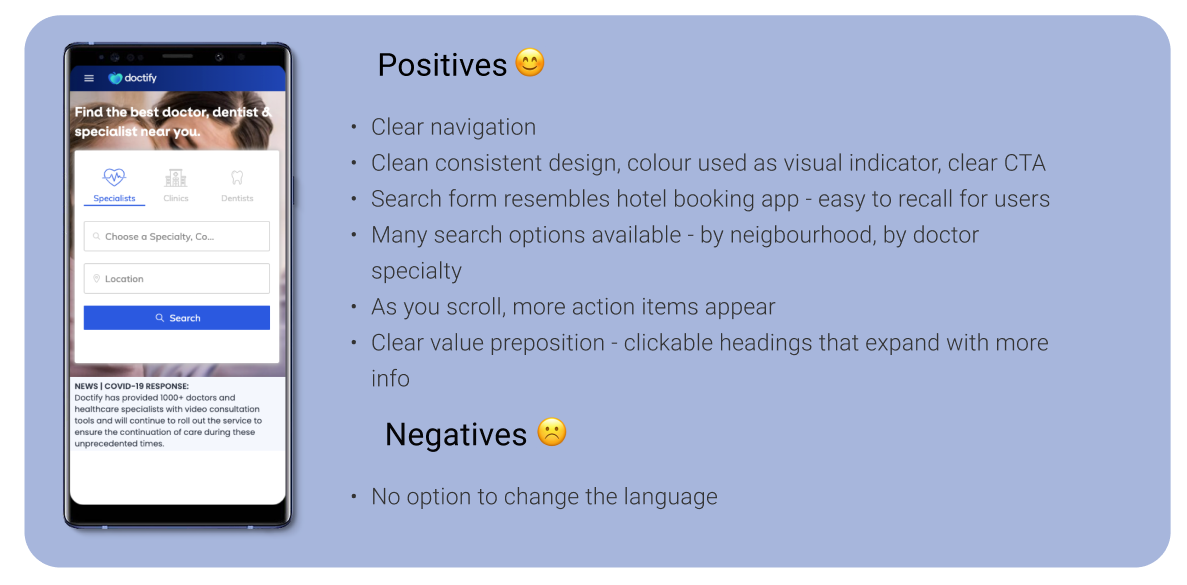 doctify
Find the best doctor, dentist &
specialist near you.
Specialists Clinics Dentists
Choose a Specialty, Co...
Location
Search
NEWS | COVID-19 RESPONSE:
Doctify has provided 1000+ doctors and
healthcare specialists with video consultation
tools and will continue to roll out the service to
ensure the continuation of care during these
unprecedented times.
Positives 😊
• Clear navigation
• Clean consistent design, colour used as visual indicator, clear CTA
• Search form resembles hotel booking app - easy to recall for users
• Many search options available - by neigbourhood, by doctor
specialty
• As you scroll, more action items appear
• Clear value preposition - clickable headings that expand with more
info
Negatives ☹️
• No option to change the language